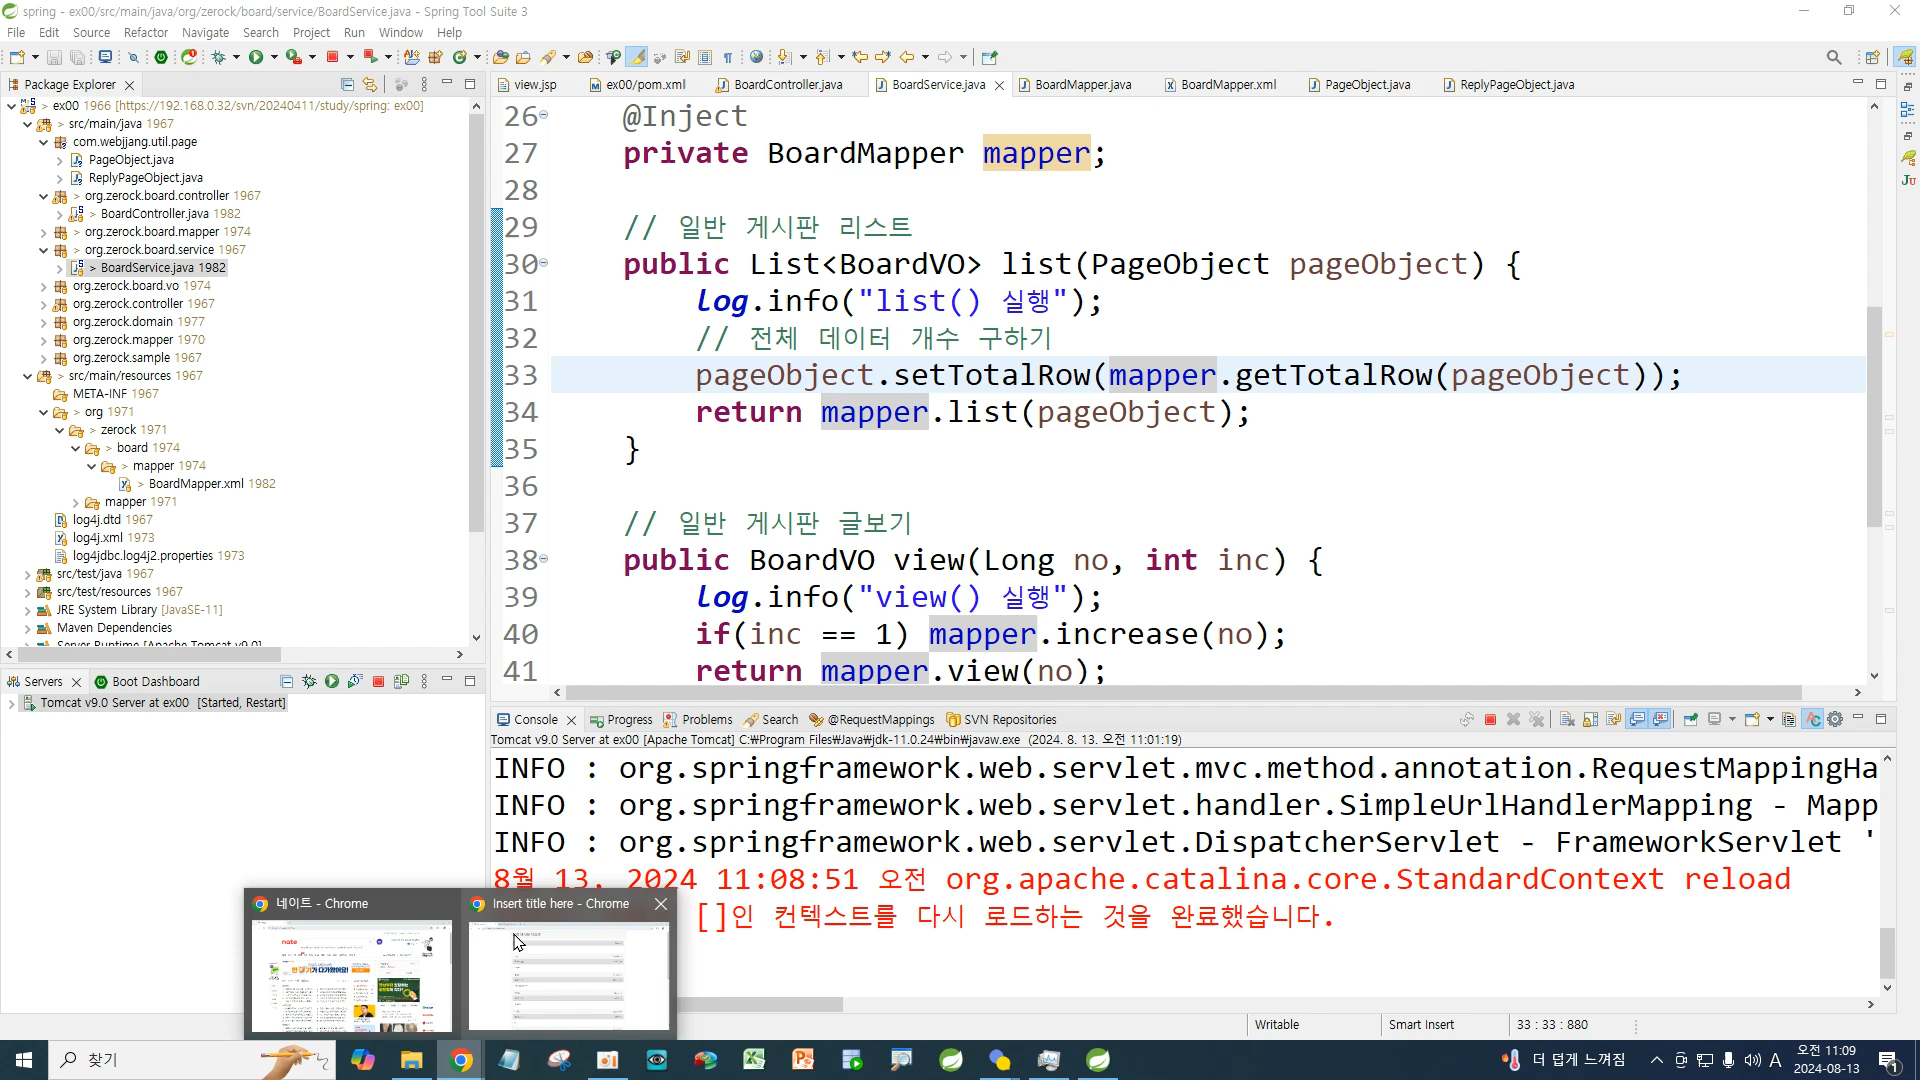 spring - ex00/src/main/java/org/zerock/board/service/BoardService.java - Spring Tool Suite 3
File Edit Source Refactor Navigate Search Project Run Window Help
Package Explorer
ex00 1966 [https://192.168.0.32/svn/20240411/study/spring: ex00]
> src/main/java 1967
com.webjjang.util.page
PageObject.java
ReplyPageObject.java
> org.zerock.board.controller 1967
> BoardController.java 1982
> org.zerock.board.mapper 1974
> org.zerock.board.service 1967
> BoardService.java 1982
org.zerock.board.vo 1974
org.zerock.controller 1967
org.zerock.domain 1977
org.zerock.mapper 1970
org.zerock.sample 1967
> src/main/resources 1967
META-INF 1967
> org 1971
> zerock 1971
> board 1974
> mapper 1974
> BoardMapper.xml 1982
mapper 1971
log4j.dtd 1967
log4j.xml 1973
log4jdbc.log4j2.properties 1973
src/test/java 1967
src/test/resources 1967
JRE System Library [JavaSE-11]
Maven Dependencies
Server Runtime [Apache Tomcat v9.0]
Servers Boot Dashboard
Tomcat v9.0 Server at ex00 [Started, Restart]
view.jsp ex00/pom.xml BoardController.java BoardService.java BoardMapper.java BoardMapper.xml PageObject.java ReplyPageObject.java
26 @Inject
27 private BoardMapper mapper;
28
29 // 일반 게시판 리스트
30 public List<BoardVO> list(PageObject pageObject) {
31 log.info("list() 실행");
32 // 전체 데이터 개수 구하기
33 pageObject.setTotalRow(mapper.getTotalRow(pageObject));
34 return mapper.list(pageObject);
35 }
36
37 // 일반 게시판 글보기
38 public BoardVO view(Long no, int inc) {
39 log.info("view() 실행");
40 if(inc == 1) mapper.increase(no);
41 return mapper.view(no);
Console Progress Problems Search @RequestMappings SVN Repositories
Tomcat v9.0 Server at ex00 [Apache Tomcat] C:₩Program Files₩Java₩jdk-11.0.24₩bin₩javaw.exe (2024. 8. 13. 오전 11:01:19)
INFO : org.springframework.web.servlet.mvc.method.annotation.RequestMappingHa
INFO : org.springframework.web.servlet.handler.SimpleUrlHandlerMapping - Mapp
INFO : org.springframework.web.servlet.DispatcherServlet - FrameworkServlet '
8월 13, 2024 11:08:51 오전 org.apache.catalina.core.StandardContext reload
[]인 컨텍스트를 다시 로드하는 것을 완료했습니다.
네이트 - Chrome
Insert title here - Chrome
nate
Writable Smart Insert 33 : 33 : 880
찾기
더 덥게 느껴짐
A
오전 11:09
2024-08-13
1